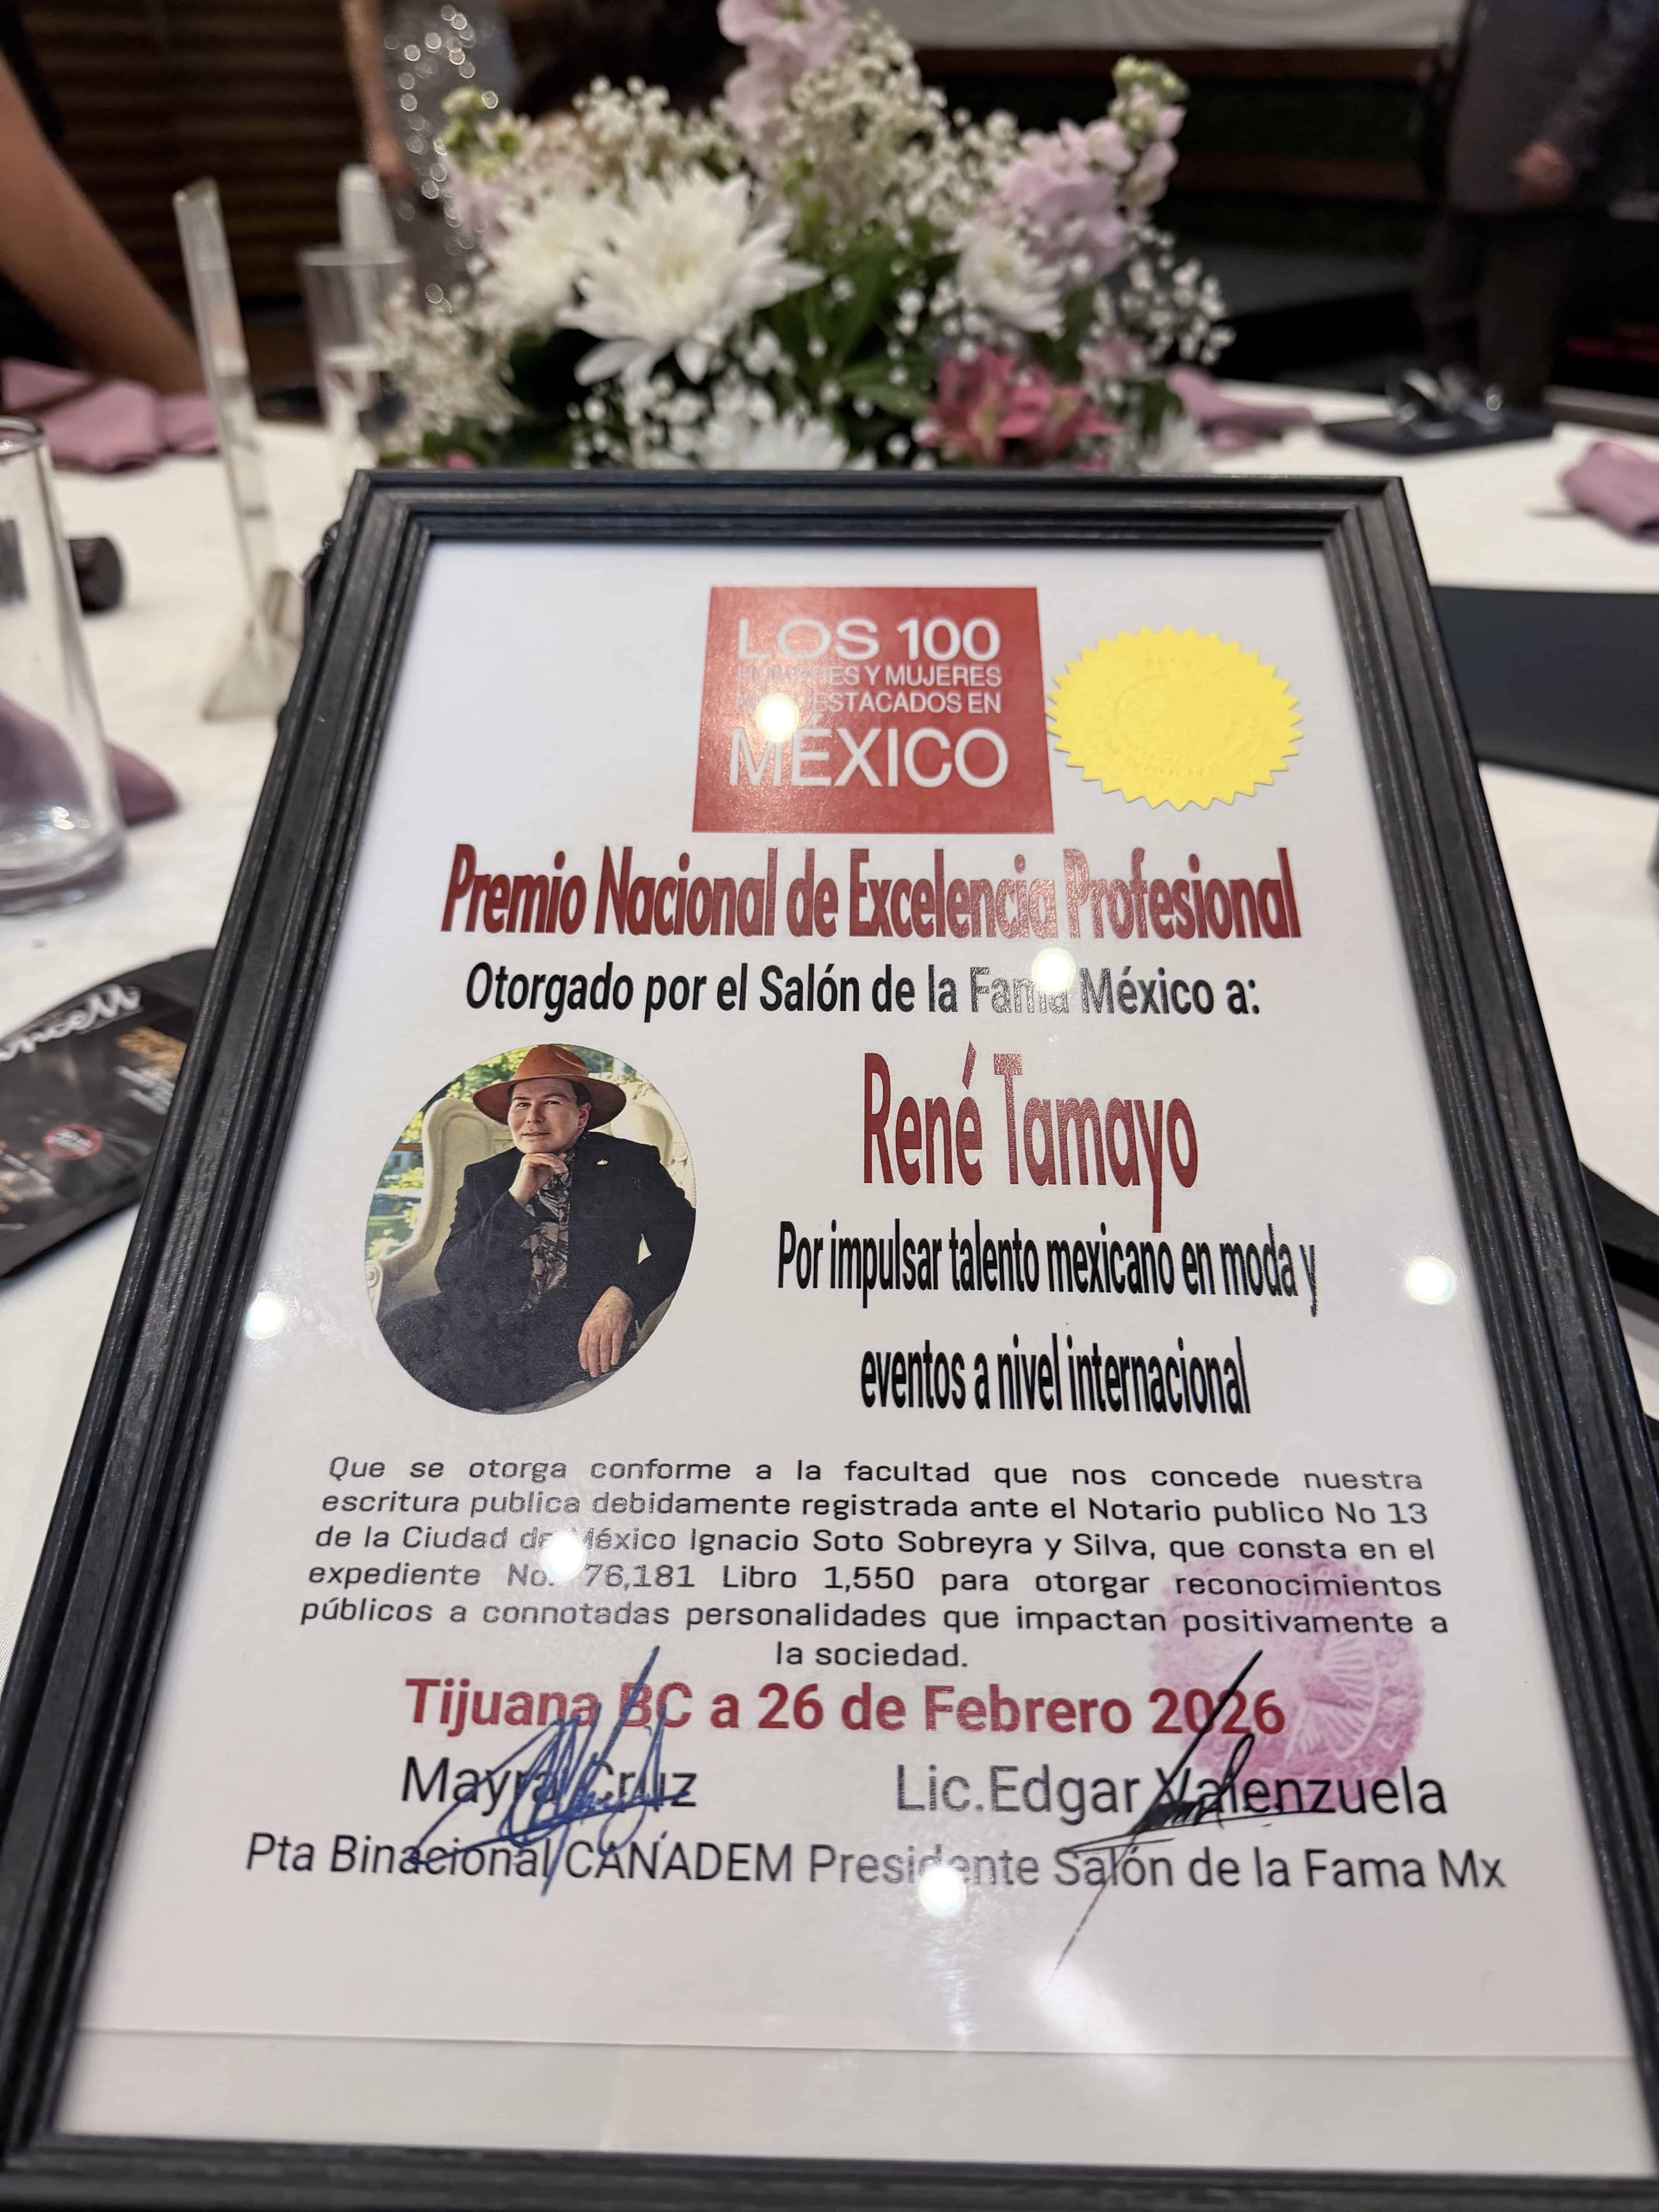 LOS 100
HOMBRES Y MUJERES
MÁS DESTACADOS EN
MÉXICO
Premio Nacional de Excelencia Profesional
Otorgado por el Salón de la Fama México a:
René Tamayo
Por impulsar talento mexicano en moda y
eventos a nivel internacional
Que se otorga conforme a la facultad que nos concede nuestra
escritura publica debidamente registrada ante el Notario publico No 13
de la Ciudad de México Ignacio Soto Sobreyra y Silva, que consta en el
expediente No. 76,181 Libro 1,550 para otorgar reconocimientos
públicos a connotadas personalidades que impactan positivamente a
la sociedad.
Tijuana BC a 26 de Febrero 2026
Mayra Cruz Lic.Edgar Valenzuela
Pta Binacional CANADEM Presidente Salón de la Fama Mx